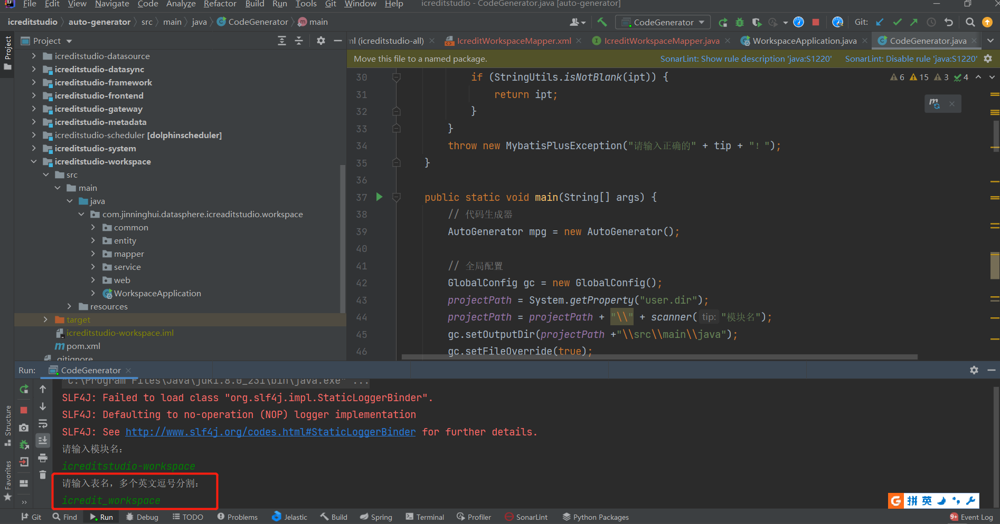 File Edit View Navigate Code Analyze Refactor Build Run Tools Git Window Help icreditstudio - CodeGenerator.java [auto-generator]
icreditstudio auto-generator src main java CodeGenerator main CodeGenerator Git:
Project
ml (icreditstudio-all) IcreditWorkspaceMapper.xml IcreditWorkspaceMapper.java WorkspaceApplication.java CodeGenerator.java
Project
Move this file to a named package. SonarLint: Show rule description 'java:S1220' SonarLint: Disable rule 'java:S1220'
6 15 3 4
icreditstudio-datasource
icreditstudio-datasync
icreditstudio-framework
icreditstudio-frontend
icreditstudio-gateway
icreditstudio-metadata
icreditstudio-scheduler [dolphinscheduler]
icreditstudio-system
icreditstudio-workspace
src
main
java
com.jinninghui.datasphere.icreaditstudio.workspace
common
entity
mapper
service
web
WorkspaceApplication
resources
target
icreditstudio-workspace.iml
pom.xml
.gitignore
30 if (StringUtils.isNotBlank(ipt)) {
31 return ipt;
32 }
33 }
34 throw new MybatisPlusException("请输入正确的" + tip + "！");
35 }
36
37 public static void main(String[] args) {
38 // 代码生成器
39 AutoGenerator mpg = new AutoGenerator();
40
41 // 全局配置
42 GlobalConfig gc = new GlobalConfig();
43 projectPath = System.getProperty("user.dir");
44 projectPath = projectPath + "\\" + scanner( tip: "模块名");
45 gc.setOutputDir(projectPath +"\\src\\main\\java");
46 gc.setFileOverride(true);
Run: CodeGenerator
"C:\Program Files\Java\jdk1.8.0_231\bin\java.exe" ...
SLF4J: Failed to load class "org.slf4j.impl.StaticLoggerBinder".
SLF4J: Defaulting to no-operation (NOP) logger implementation
SLF4J: See http://www.slf4j.org/codes.html#StaticLoggerBinder for further details.
请输入模块名：
icreditstudio-workspace
请输入表名，多个英文逗号分割：
icredit_workspace
Structure
Favorites
拼 英
Git Find Run Debug TODO Problems Jelastic Build Spring Terminal Profiler SonarLint Python Packages 9+ Event Log